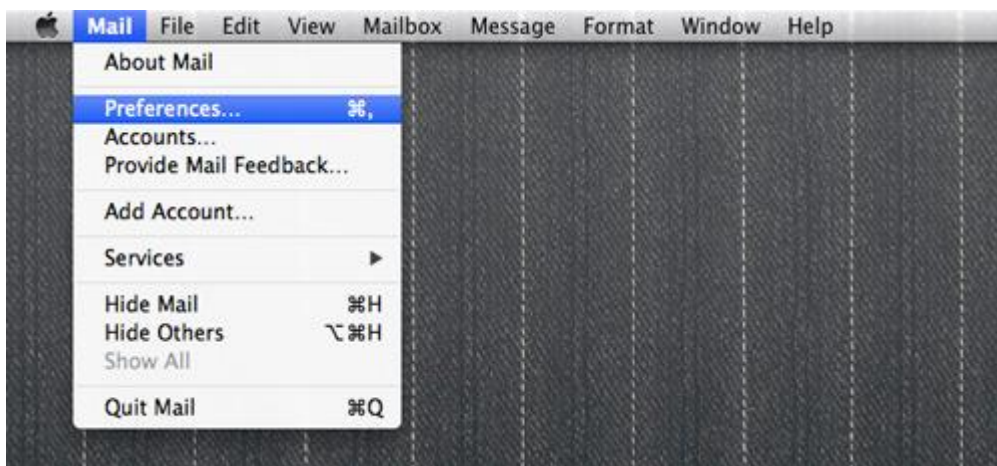 Mail File Edit View Mailbox Message Format Window Help
About Mail
Preferences... ⌘,
Accounts...
Provide Mail Feedback...
Add Account...
Services ▶
Hide Mail ⌘H
Hide Others ⌥⌘H
Show All
Quit Mail ⌘Q